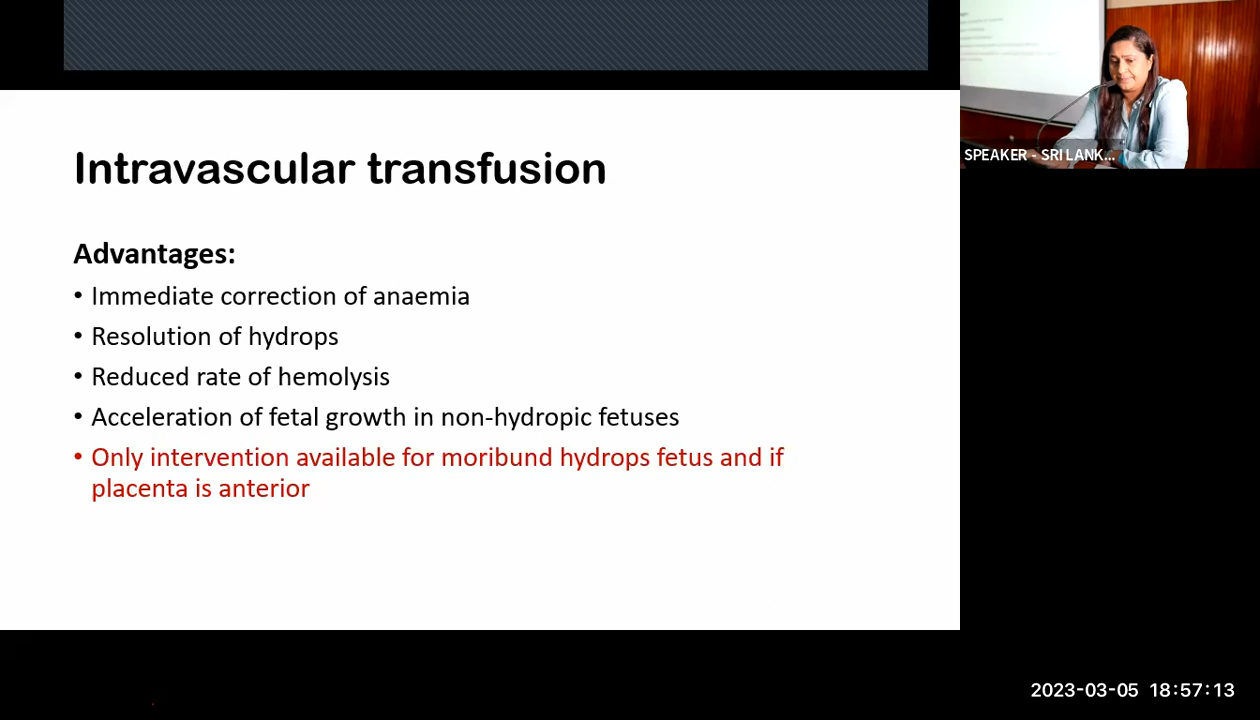 Intravascular transfusion
Advantages:
• Immediate correction of anaemia
• Resolution of hydrops
• Reduced rate of hemolysis
• Acceleration of fetal growth in non-hydropic fetuses
• Only intervention available for moribund hydrops fetus and if
placenta is anterior
SPEAKER - SRI LANK...
2023-03-05 18:57:13